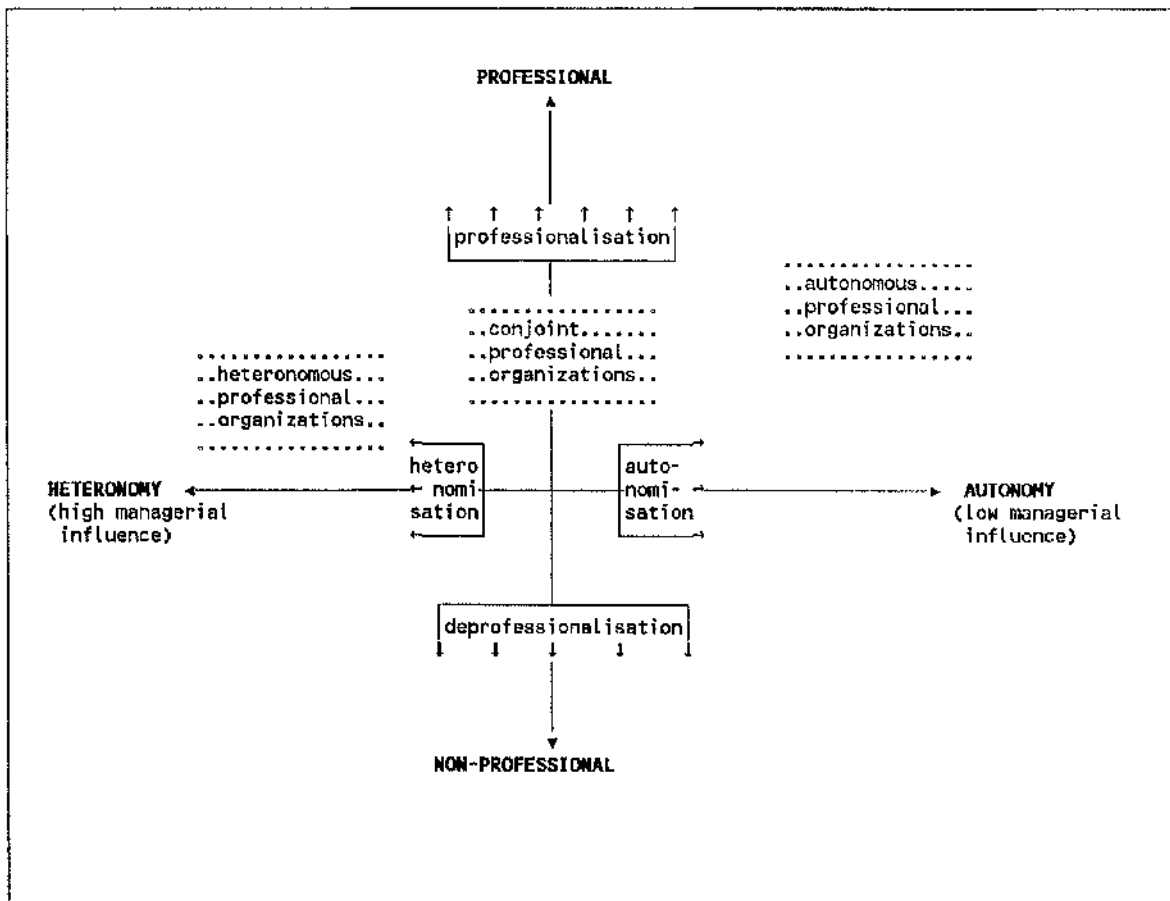 PROFESSIONAL
professionalisation
..autonomous.....
..professional...
..organizations..
..conjoint.......
..professional...
..organizations..
..heteronomous...
..professional...
..organizations..
hetero
nomi
sation
auto-
nomi-
sation
HETERONOMY
(high managerial
influence)
AUTONOMY
(low managerial
influence)
deprofessionalisation
NON-PROFESSIONAL